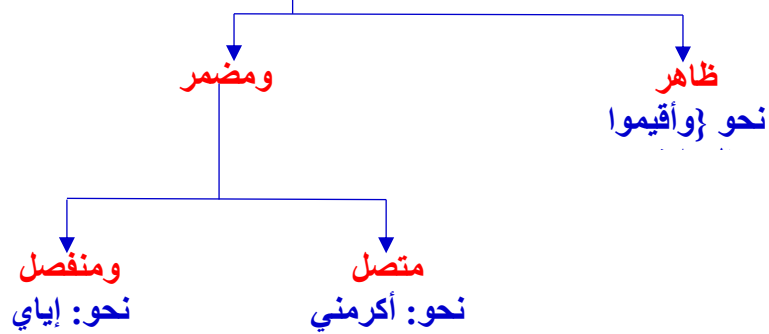 ظاهر
نحو {وأقيموا
ومضمر
متصل
نحو: أكرمني
ومنفصل
نحو: إياي